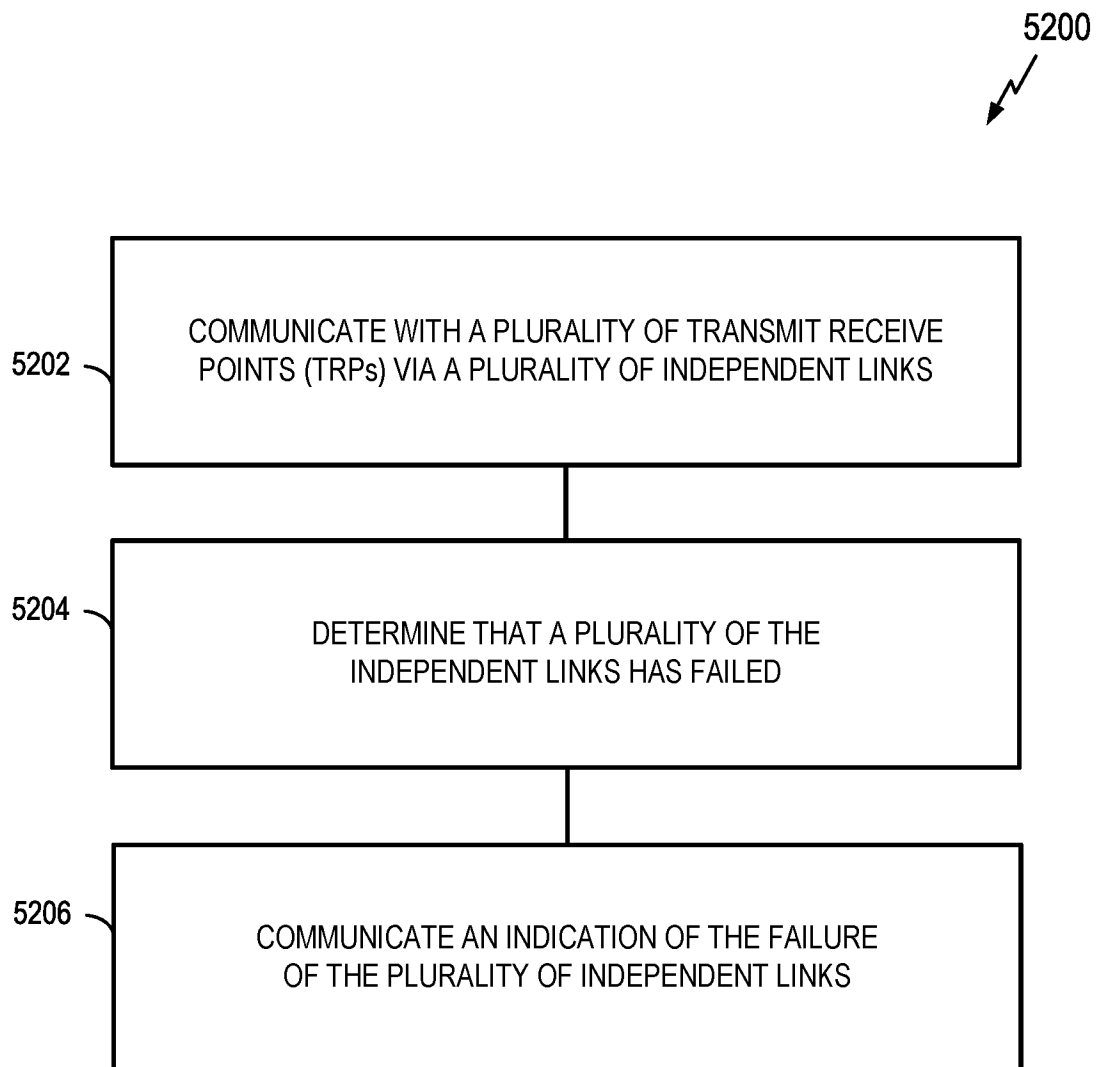 5200
5202
COMMUNICATE WITH A PLURALITY OF TRANSMIT RECEIVE
POINTS (TRPs) VIA A PLURALITY OF INDEPENDENT LINKS
5204
DETERMINE THAT A PLURALITY OF THE
INDEPENDENT LINKS HAS FAILED
5206
COMMUNICATE AN INDICATION OF THE FAILURE
OF THE PLURALITY OF INDEPENDENT LINKS